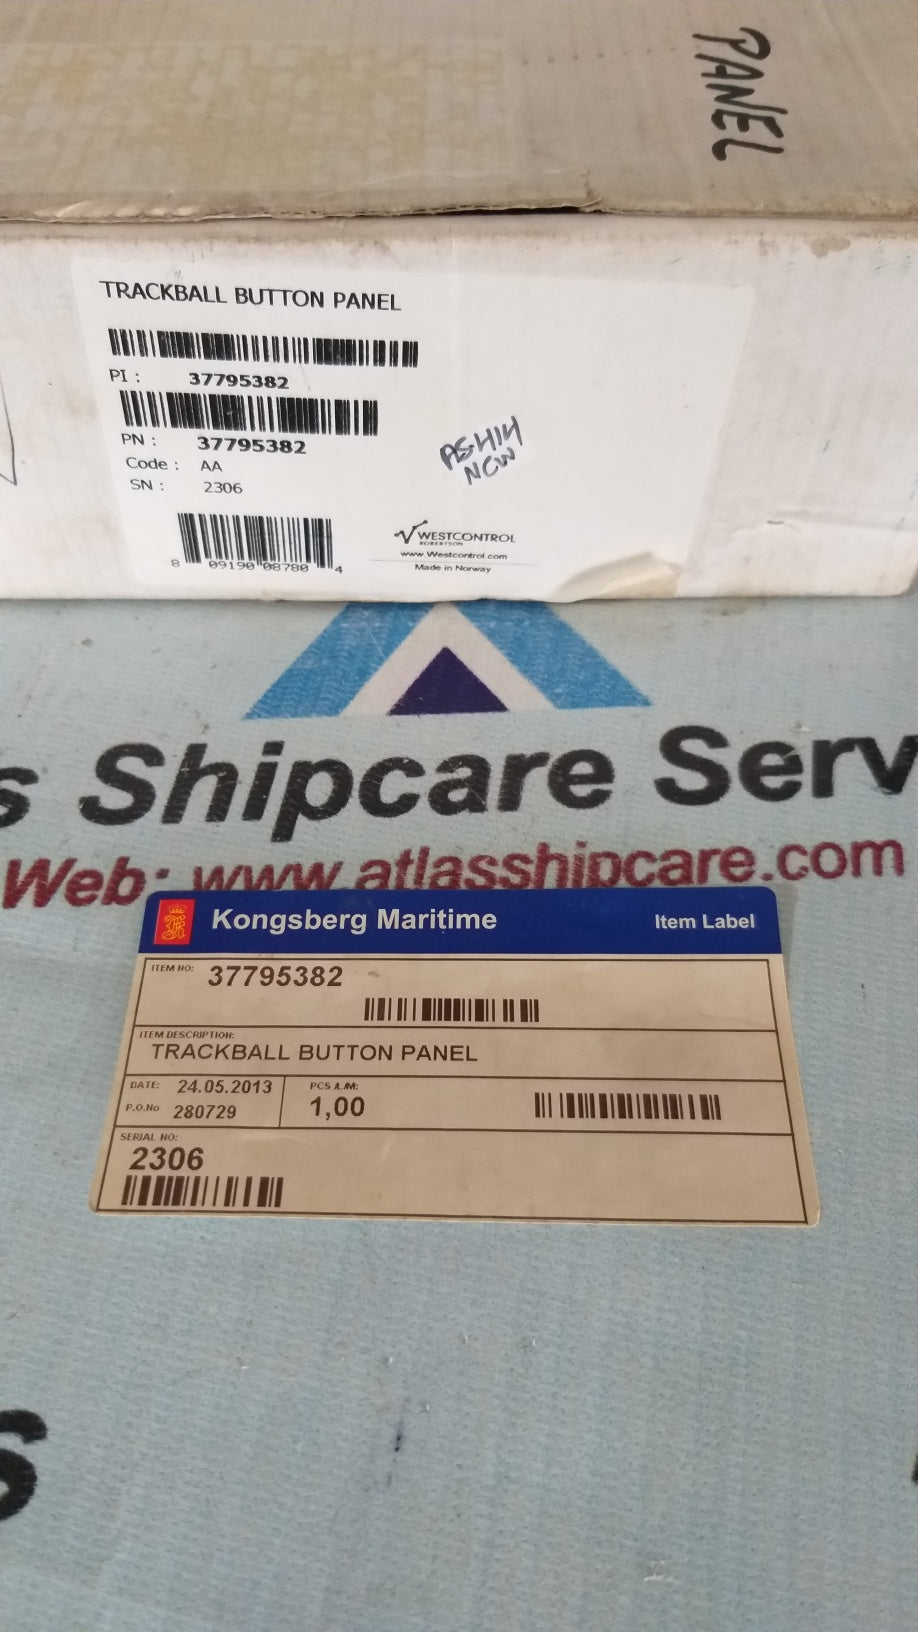 PANEL
TRACKBALL BUTTON PANEL
PI : 37795382
PN : 37795382
Code : AA
SN : 2306
8 09190 08780 4
AS414
NEW
WESTCONTROL
ROBERTSON
www.Westcontrol.com
Made in Norway
s Shipcare Serv
Web: www.atlasshipcare.com
Kongsberg Maritime Item Label
ITEM NO: 37795382
ITEM DESCRIPTION:
TRACKBALL BUTTON PANEL
DATE: 24.05.2013 PCS A./M:
P.O.No 280729 1,00
SERIAL NO:
2306
s